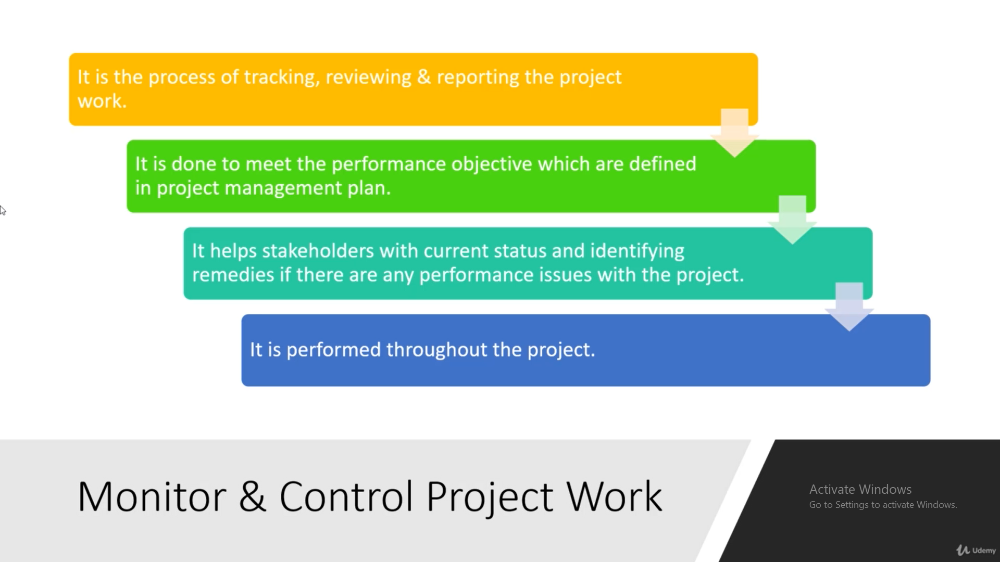 It is the process of tracking, reviewing & reporting the project
work.
It is done to meet the performance objective which are defined
in project management plan.
It helps stakeholders with current status and identifying
remedies if there are any performance issues with the project.
It is performed throughout the project.
Monitor & Control Project Work
Activate Windows
Go to Settings to activate Windows.
Udemy